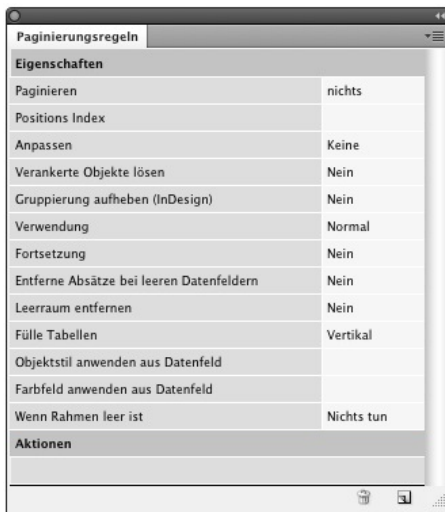 Paginierungsregeln
Eigenschaften
Paginieren nichts
Positions Index
Anpassen Keine
Verankerte Objekte lösen Nein
Gruppierung aufheben (InDesign) Nein
Verwendung Normal
Fortsetzung Nein
Entferne Absätze bei leeren Datenfeldern Nein
Leerraum entfernen Nein
Fülle Tabellen Vertikal
Objektstil anwenden aus Datenfeld
Farbfeld anwenden aus Datenfeld
Wenn Rahmen leer ist Nichts tun
Aktionen